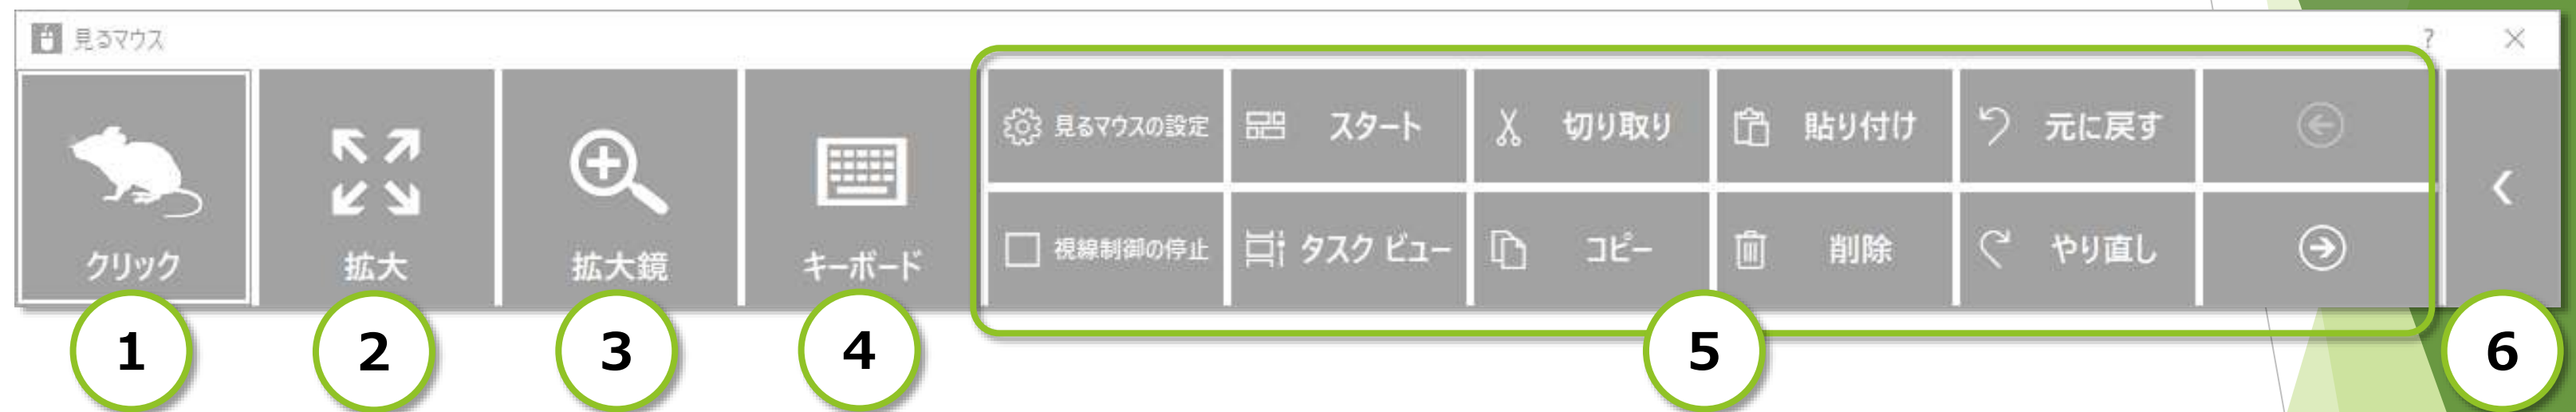 見るマウス
?
クリック
拡大
拡大鏡
キーボード
見るマウスの設定
スタート
切り取り
貼り付け
元に戻す
視線制御の停止
タスク ビュー
コピー
削除
やり直し
1
2
3
4
5
6